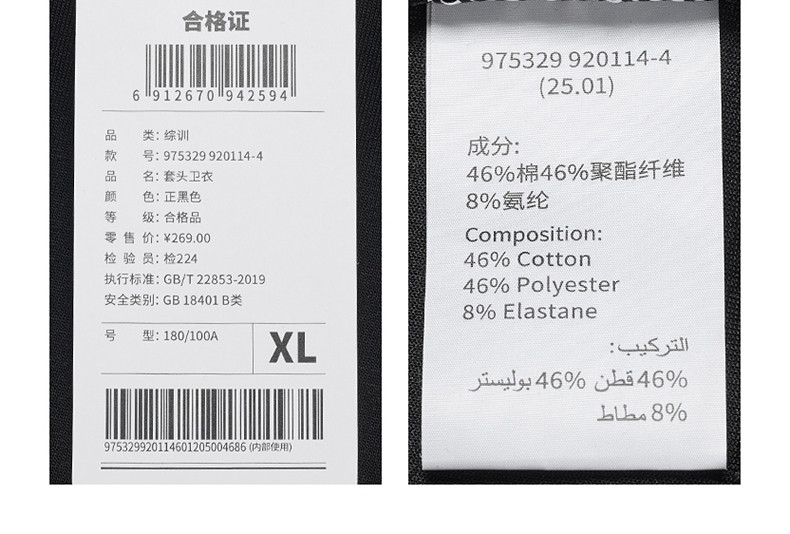 合格证
6 912670 942594
品 类: 综训
款 号: 975329 920114-4
品 名: 套头卫衣
颜 色: 正黑色
等 级: 合格品
零 售 价: ¥269.00
检 验 员: 检224
执行标准: GB/T 22853-2019
安全类别: GB 18401 B类
号 型: 180/100A
XL
975329920114601205004686 (内部使用)
975329 920114-4
(25.01)
成分:
46%棉46%聚酯纤维
8%氨纶
Composition:
46% Cotton
46% Polyester
8% Elastane
التركيب:
46% قطن 46% بوليستر
8% مطاط